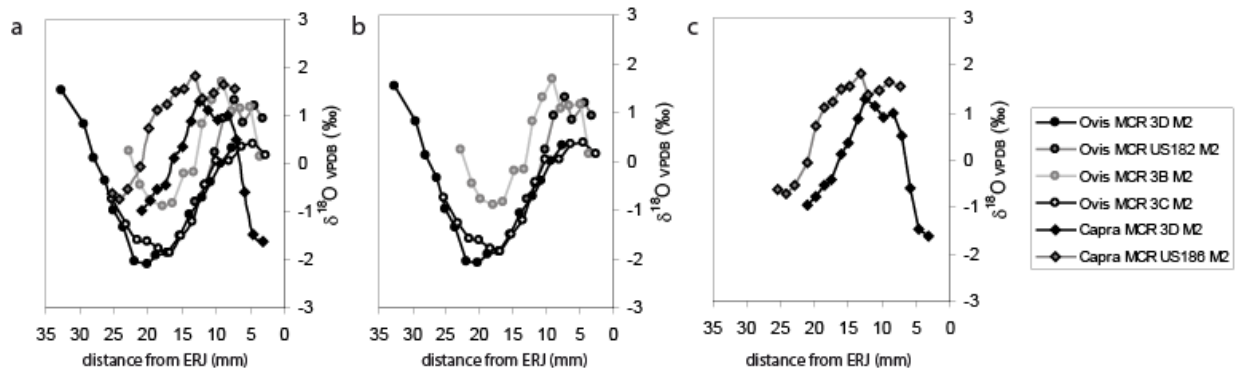 a
3
2
1
0
-1
-2
-3
δ18O VPDB (‰)
35 30 25 20 15 10 5 0
distance from ERJ (mm)
b
3
2
1
0
-1
-2
-3
δ18O VPDB (‰)
35 30 25 20 15 10 5 0
distance from ERJ (mm)
c
3
2
1
0
-1
-2
-3
δ18O VPDB (‰)
35 30 25 20 15 10 5 0
distance from ERJ (mm)
Ovis MCR 3D M2
Ovis MCR US182 M2
Ovis MCR 3B M2
Ovis MCR 3C M2
Capra MCR 3D M2
Capra MCR US186 M2